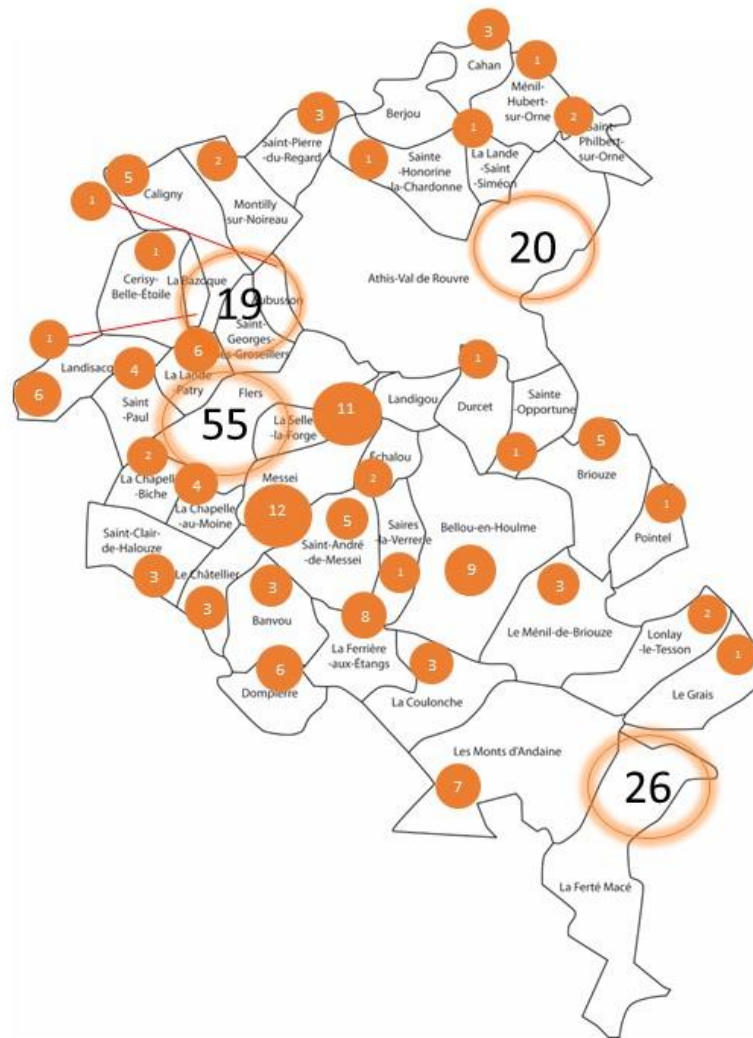 3
Cahan
1
Ménil-
Hubert-
sur-Orne
Berjou
3
Saint-Pierre
-du-Regard
1
2
Saint-
Philbert-
sur-Orne
2
1
Sainte
-Honorine
-la-Chardonne
La Lande
-Saint
-Siméon
5
Caligny
1
Montilly
-sur-Noireau
20
1
Cerisy-
Belle-Étoile
La Bazoque
19
Aubusson
Athis-Val de Rouvre
Saint-
Georges-
des-Groseillers
1
Landisacq
6
4
6
La Lande
-Patry
Saint
-Paul
Flers
55
La Selle
-la-Forge
11
Landigou
1
Durcet
Sainte
-Opportune
1
5
Briouze
2
La Chapelle
-Biche
4
La Chapelle
-au-Moine
Messei
12
Échalou
2
Saint-Clair
-de-Halouze
5
Saint-André
-de-Messei
Saires
-la-Verrerie
1
Bellou-en-Houlme
9
1
Pointel
3
Le Châtellier
3
3
Banvou
8
La Ferrière
-aux-Étangs
3
Le Ménil-de-Briouze
2
Lonlay
-le-Tesson
1
Le Grais
6
Dompierre
3
La Coulonche
Les Monts d'Andaine
7
26
La Ferté Macé